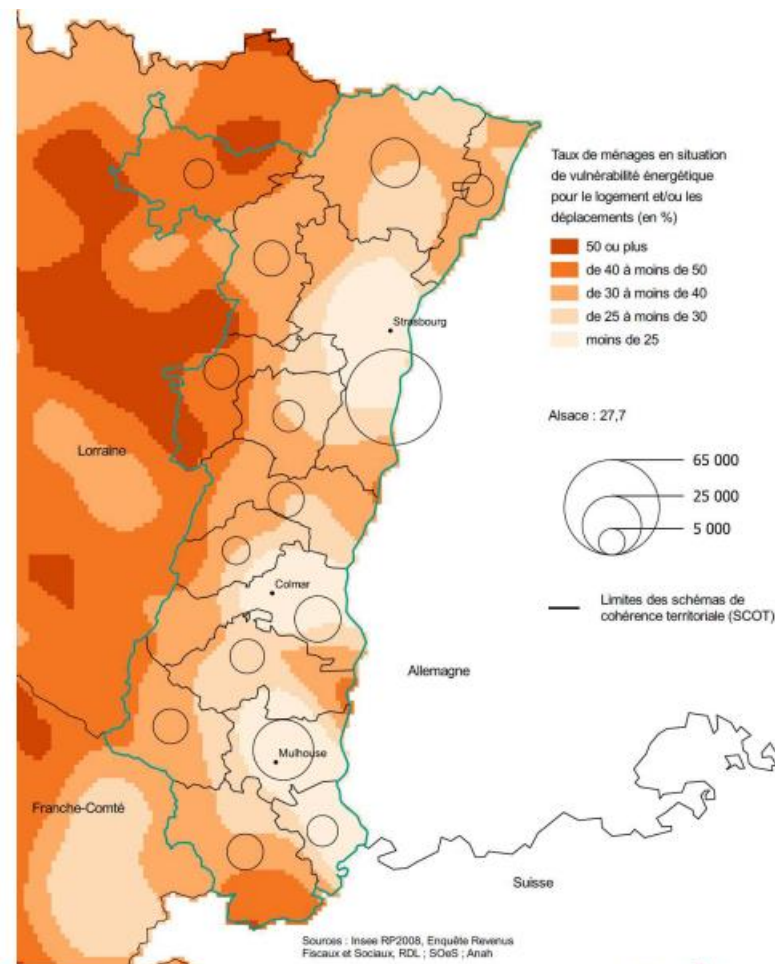 Taux de ménages en situation
de vulnérabilité énergétique
pour le logement et/ou les
déplacements (en %)
50 ou plus
de 40 à moins de 50
de 30 à moins de 40
de 25 à moins de 30
moins de 25
Strasbourg
Alsace : 27,7
Lorraine
65 000
25 000
5 000
Colmar
Limites des schémas de
cohérence territoriale (SCOT)
Allemagne
Mulhouse
Franche-Comté
Suisse
Sources : Insee RP2008, Enquête Revenus
Fiscaux et Sociaux, RDL ; SOeS ; Anah